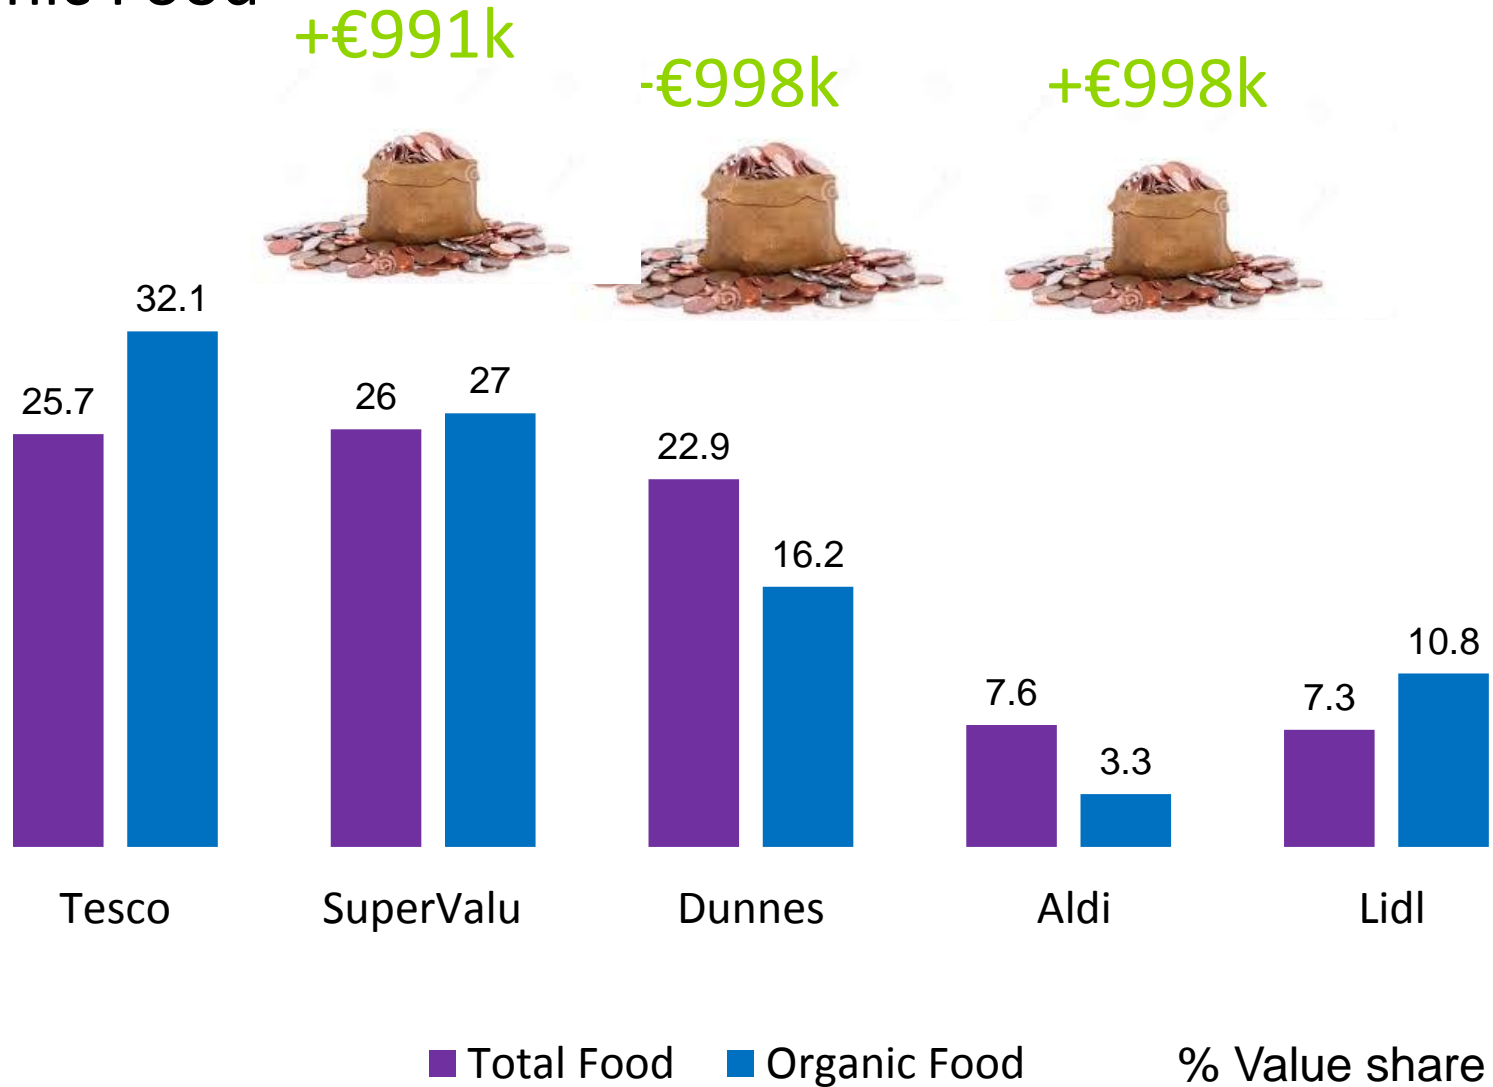 +€991k
-€998k
+€998k
32.1
25.7
26
27
22.9
16.2
7.6
3.3
7.3
10.8
Tesco
SuperValu
Dunnes
Aldi
Lidl
Total Food
Organic Food
% Value share